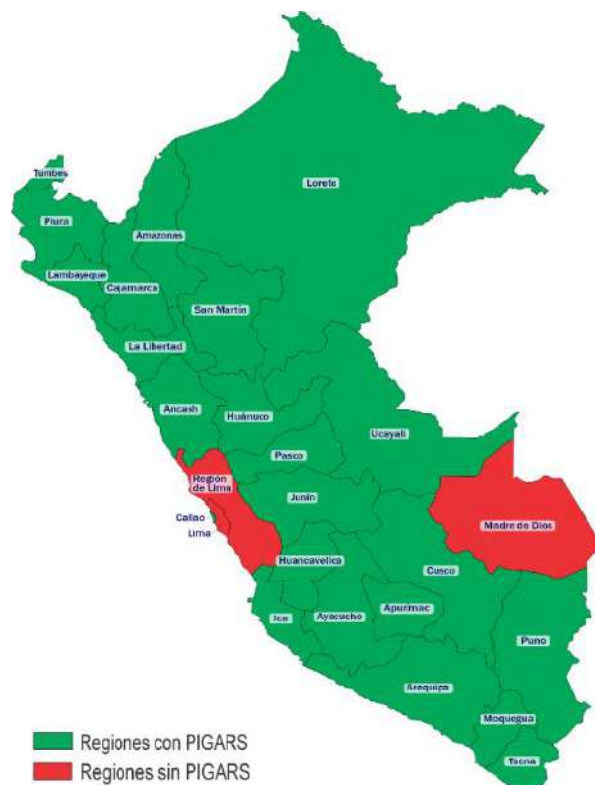 Tumbes
Loreto
Piura
Amazonas
Lambayeque
Cajamarca
San Martín
La Libertad
Ancash
Huánuco
Ucayali
Pasco
Región
de Lima
Junín
Callao
Lima
Madre de Dios
Huancavelica
Cusco
Ica
Ayacucho
Apurimac
Puno
Arequipa
Moquegua
Tacna
Regiones con PIGARS
Regiones sin PIGARS